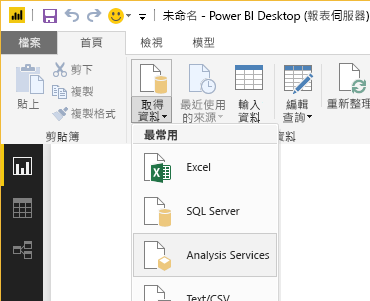 未命名 - Power BI Desktop (報表伺服器)
檔案
首頁
檢視
模型
貼上
剪下
複製
複製格式
剪貼簿
取得
資料
最近使用
的來源
輸入
資料
編輯
查詢
重新整理
資料
最常用
Excel
SQL Server
Analysis Services
Text/CSV